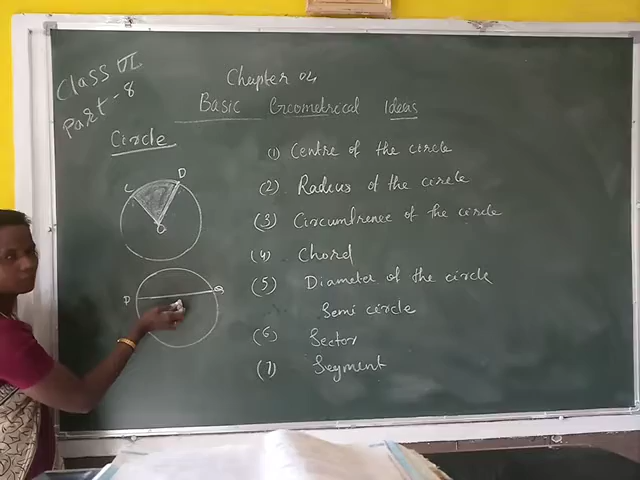 Class VI
Part - 8
Chapter 04
Basic Geometrical Ideas
Circle
(1) Centre of the circle
(2) Radius of the circle
(3) Circumfrence of the circle
(4) Chord
(5) Diameter of the circle
Semi circle
(6) Sector
(7) Segment
C D
O
P Q